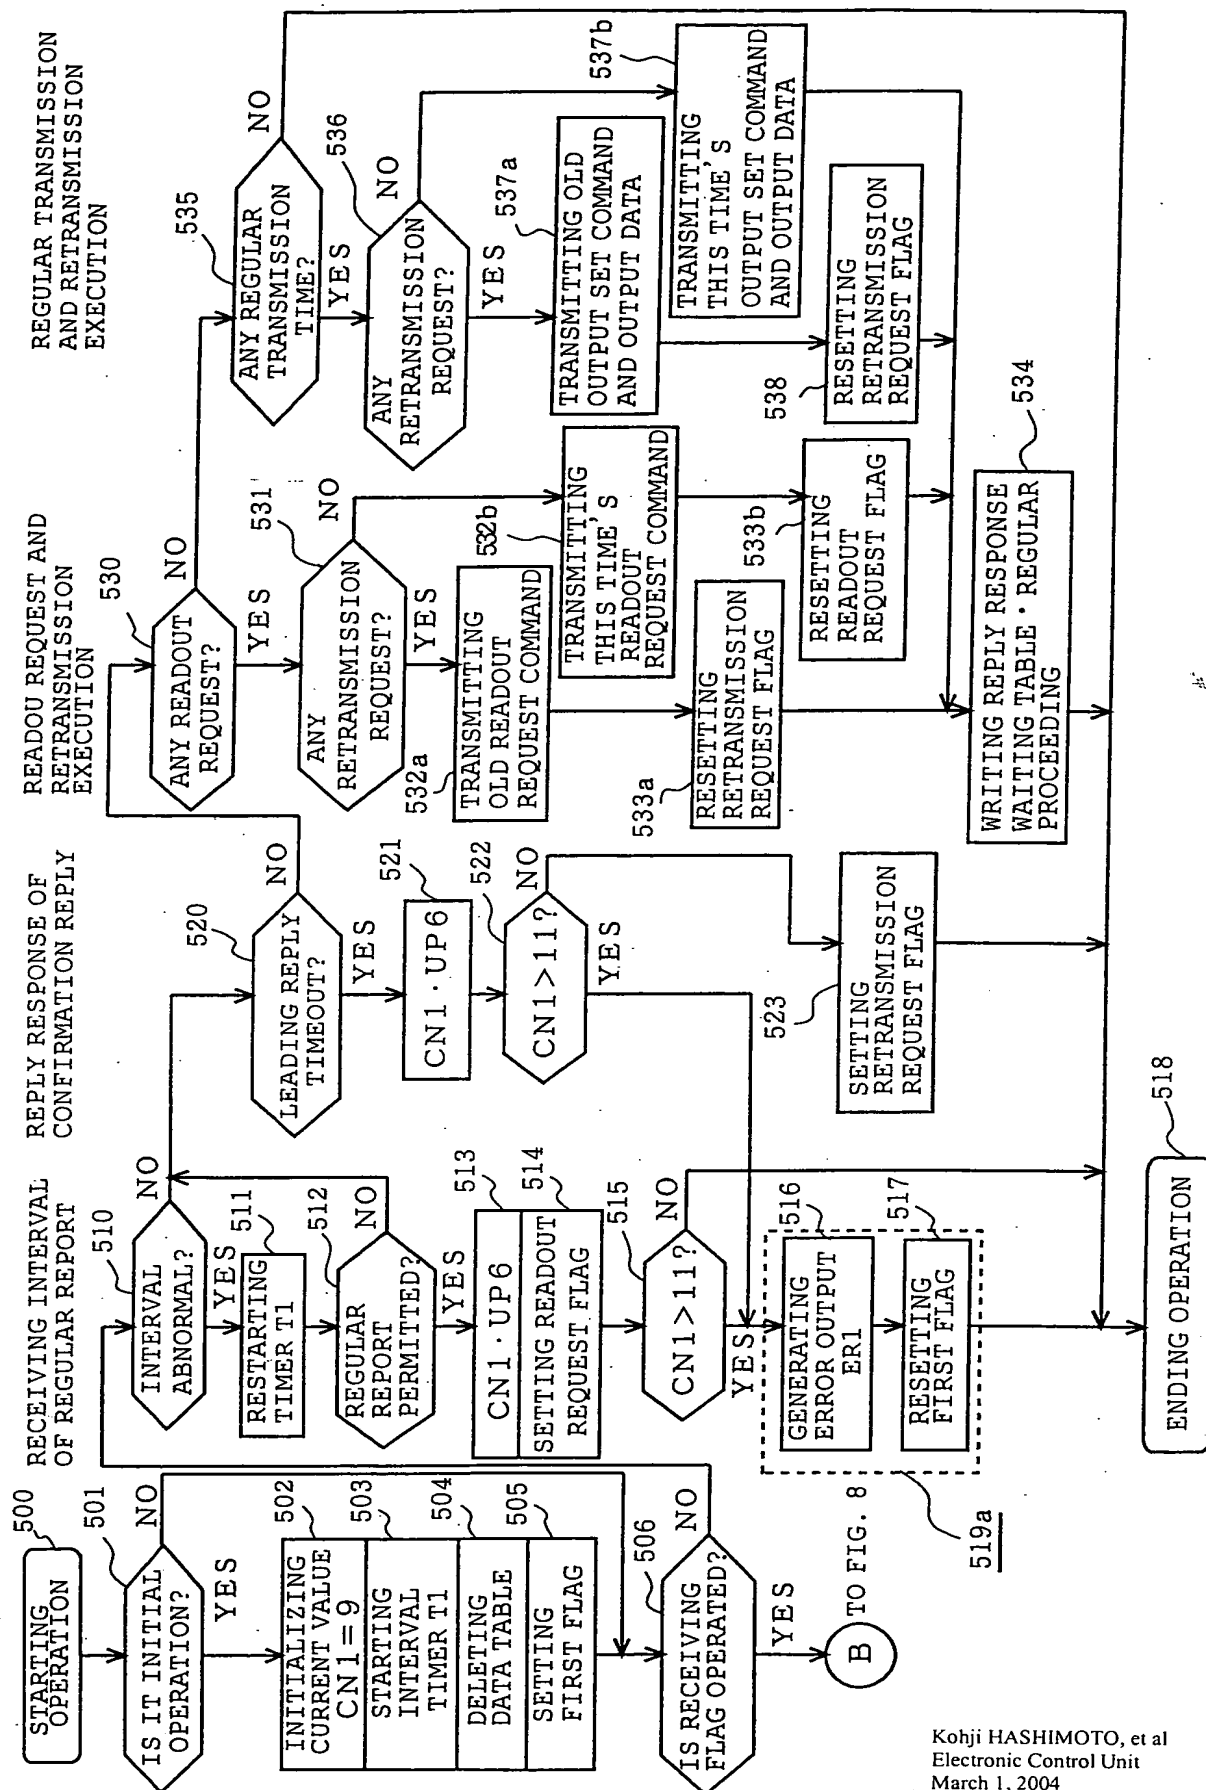 RECEIVING INTERVAL
OF REGULAR REPORT
REPLY RESPONSE OF
CONFIRMATION REPLY
READOU REQUEST AND
RETRANSMISSION
EXECUTION
REGULAR TRANSMISSION
AND RETRANSMISSION
EXECUTION
500
STARTING
OPERATION
501
IS IT INITIAL
OPERATION?
NO
YES
502
INITIALIZING
CURRENT VALUE
CN1=9
503
STARTING
INTERVAL
TIMER T1
504
DELETING
DATA TABLE
505
SETTING
FIRST FLAG
506
IS RECEIVING
FLAG OPERATED?
NO
YES
B
TO FIG. 8
510
INTERVAL
ABNORMAL?
NO
YES
511
RESTARTING
TIMER T1
512
REGULAR
REPORT
PERMITTED?
NO
YES
513
CN1・UP6
514
SETTING READOUT
REQUEST FLAG
515
CN1>11?
NO
YES
516
GENERATING
ERROR OUTPUT
ER1
517
RESETTING
FIRST FLAG
519a
518
ENDING OPERATION
520
LEADING REPLY
TIMEOUT?
NO
YES
521
CN1・UP6
522
CN1>11?
NO
YES
523
SETTING
RETRANSMISSION
REQUEST FLAG
530
ANY READOUT
REQUEST?
NO
YES
531
ANY
RETRANSMISSION
REQUEST?
NO
YES
532a
TRANSMITTING
OLD READOUT
REQUEST COMMAND
532b
TRANSMITTING
THIS TIME'S
READOUT
REQUEST COMMAND
533a
RESETTING
RETRANSMISSION
REQUEST FLAG
533b
RESETTING
READOUT
REQUEST FLAG
534
WRITING REPLY RESPONSE
WAITING TABLE・REGULAR
PROCEEDING
535
ANY REGULAR
TRANSMISSION
TIME?
NO
YES
536
ANY
RETRANSMISSION
REQUEST?
NO
YES
537a
TRANSMITTING OLD
OUTPUT SET COMMAND
AND OUTPUT DATA
537b
TRANSMITTING
THIS TIME'S
OUTPUT SET COMMAND
AND OUTPUT DATA
538
RESETTING
RETRANSMISSION
REQUEST FLAG
Kohji HASHIMOTO, et al
Electronic Control Unit
March 1, 2004